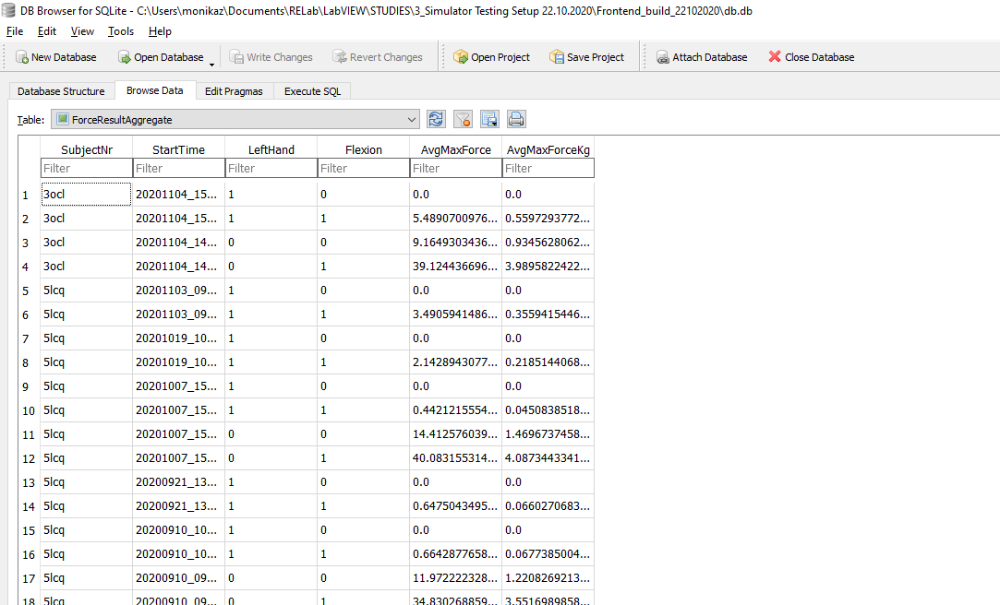 DB Browser for SQLite - C:\Users\monikaz\Documents\RELab\LabVIEW\STUDIES\3_Simulator Testing Setup 22.10.2020\Frontend_build_22102020\db.db
File Edit View Tools Help
New Database Open Database Write Changes Revert Changes Open Project Save Project Attach Database Close Database
Database Structure Browse Data Edit Pragmas Execute SQL
Table: ForceResultAggregate
SubjectNr StartTime LeftHand Flexion AvgMaxForce AvgMaxForceKg
Filter Filter Filter Filter Filter Filter
1 3ocl 20201104_15... 1 0 0.0 0.0
2 3ocl 20201104_15... 1 1 5.4890700976... 0.5597293772...
3 3ocl 20201104_14... 0 0 9.1649303436... 0.9345628062...
4 3ocl 20201104_14... 0 1 39.124436696... 3.9895822422...
5 5lcq 20201103_09... 1 0 0.0 0.0
6 5lcq 20201103_09... 1 1 3.4905941486... 0.3559415446...
7 5lcq 20201019_10... 1 0 0.0 0.0
8 5lcq 20201019_10... 1 1 2.1428943077... 0.2185144068...
9 5lcq 20201007_15... 1 0 0.0 0.0
10 5lcq 20201007_15... 1 1 0.4421215554... 0.0450838518...
11 5lcq 20201007_15... 0 0 14.412576039... 1.4696737458...
12 5lcq 20201007_15... 0 1 40.083155314... 4.0873443341...
13 5lcq 20200921_13... 1 0 0.0 0.0
14 5lcq 20200921_13... 1 1 0.6475043495... 0.0660270683...
15 5lcq 20200910_10... 1 0 0.0 0.0
16 5lcq 20200910_10... 1 1 0.6642877658... 0.0677385004...
17 5lcq 20200910_09... 0 0 11.972222328... 1.2208269213...
18 5lcq 20200910_09... 0 1 34.830268859... 3.5516989858...